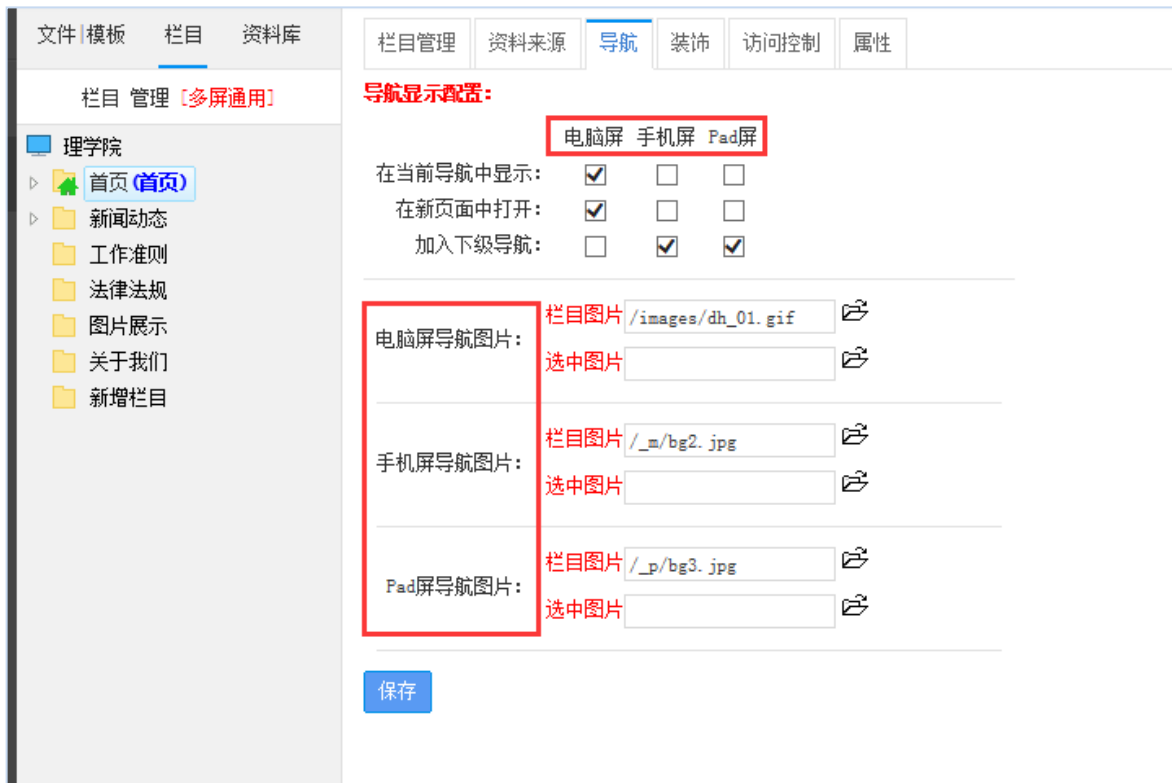 文件|模板 栏目 资料库
栏目 管理 [多屏通用]
理学院
首页(首页)
新闻动态
工作准则
法律法规
图片展示
关于我们
新增栏目
栏目管理 资料来源 导航 装饰 访问控制 属性
导航显示配置:
电脑屏 手机屏 Pad屏
在当前导航中显示:
在新页面中打开:
加入下级导航:
电脑屏导航图片:
栏目图片 /images/dh_01.gif
选中图片
手机屏导航图片:
栏目图片 /_m/bg2.jpg
选中图片
Pad屏导航图片:
栏目图片 /_p/bg3.jpg
选中图片
保存